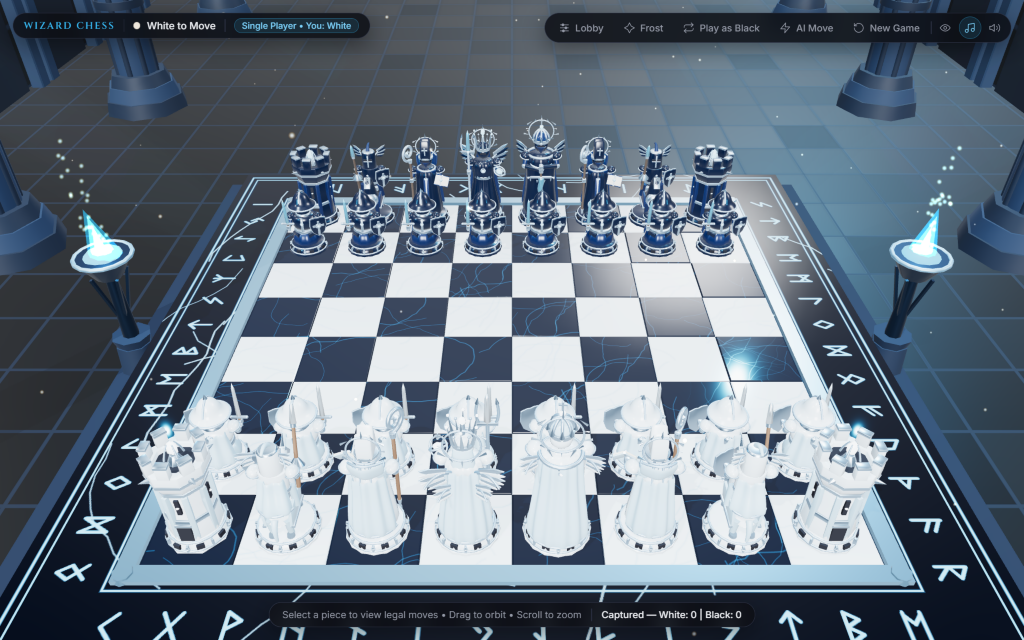 WIZARD CHESS
White to Move
Single Player • You: White
Lobby
Frost
Play as Black
AI Move
New Game
Select a piece to view legal moves • Drag to orbit • Scroll to zoom
Captured — White: 0 | Black: 0